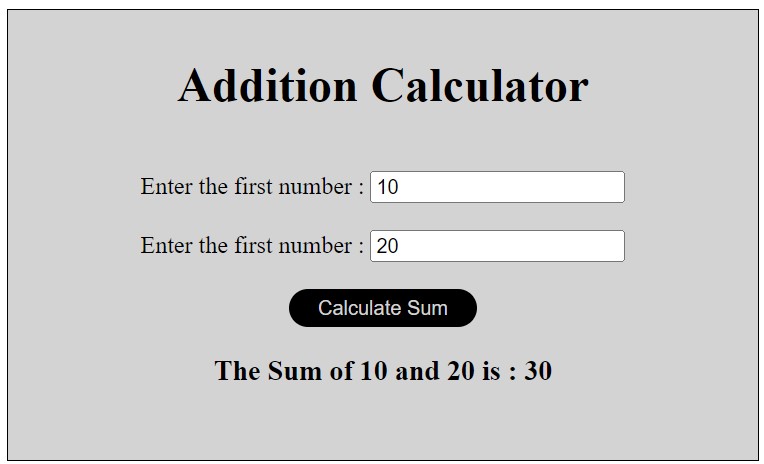 Addition Calculator
Enter the first number : 10
Enter the first number : 20
Calculate Sum
The Sum of 10 and 20 is : 30